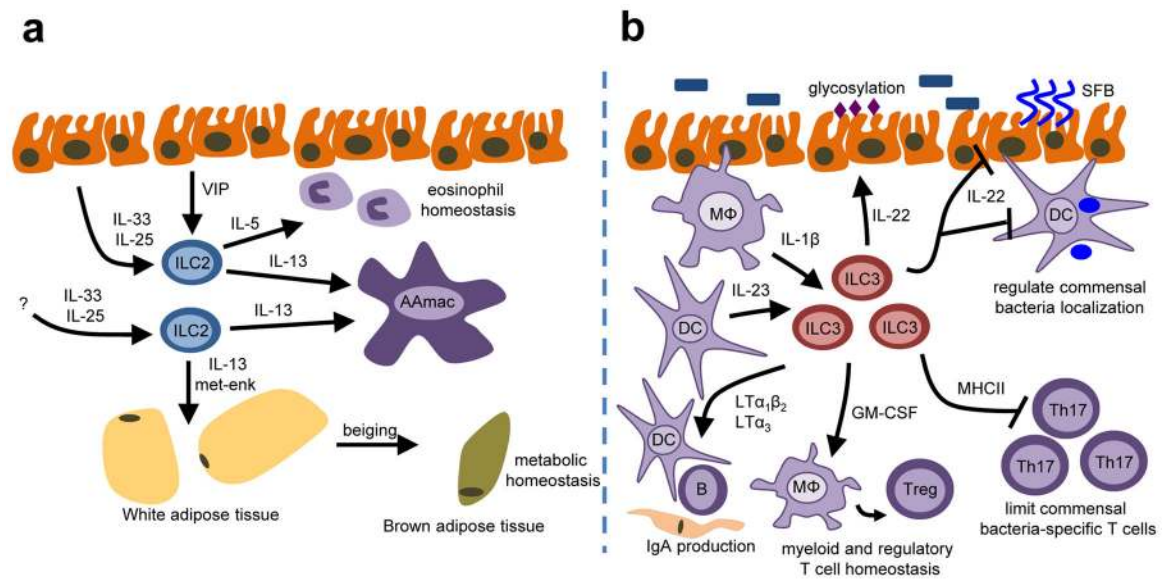 a
VIP
IL-33
IL-25
IL-5
eosinophil
homeostasis
ILC2
IL-13
AAmac
?
IL-33
IL-25
ILC2
IL-13
IL-13
met-enk
beiging
metabolic
homeostasis
White adipose tissue
Brown adipose tissue
b
glycosylation
SFB
MΦ
IL-22
IL-22
DC
IL-1β
ILC3
regulate commensal
bacteria localization
IL-23
DC
ILC3
ILC3
LTα₁β₂
LTα₃
GM-CSF
MHCII
Th17
DC
B
MΦ
Treg
Th17
Th17
IgA production
myeloid and regulatory
T cell homeostasis
limit commensal
bacteria-specific T cells